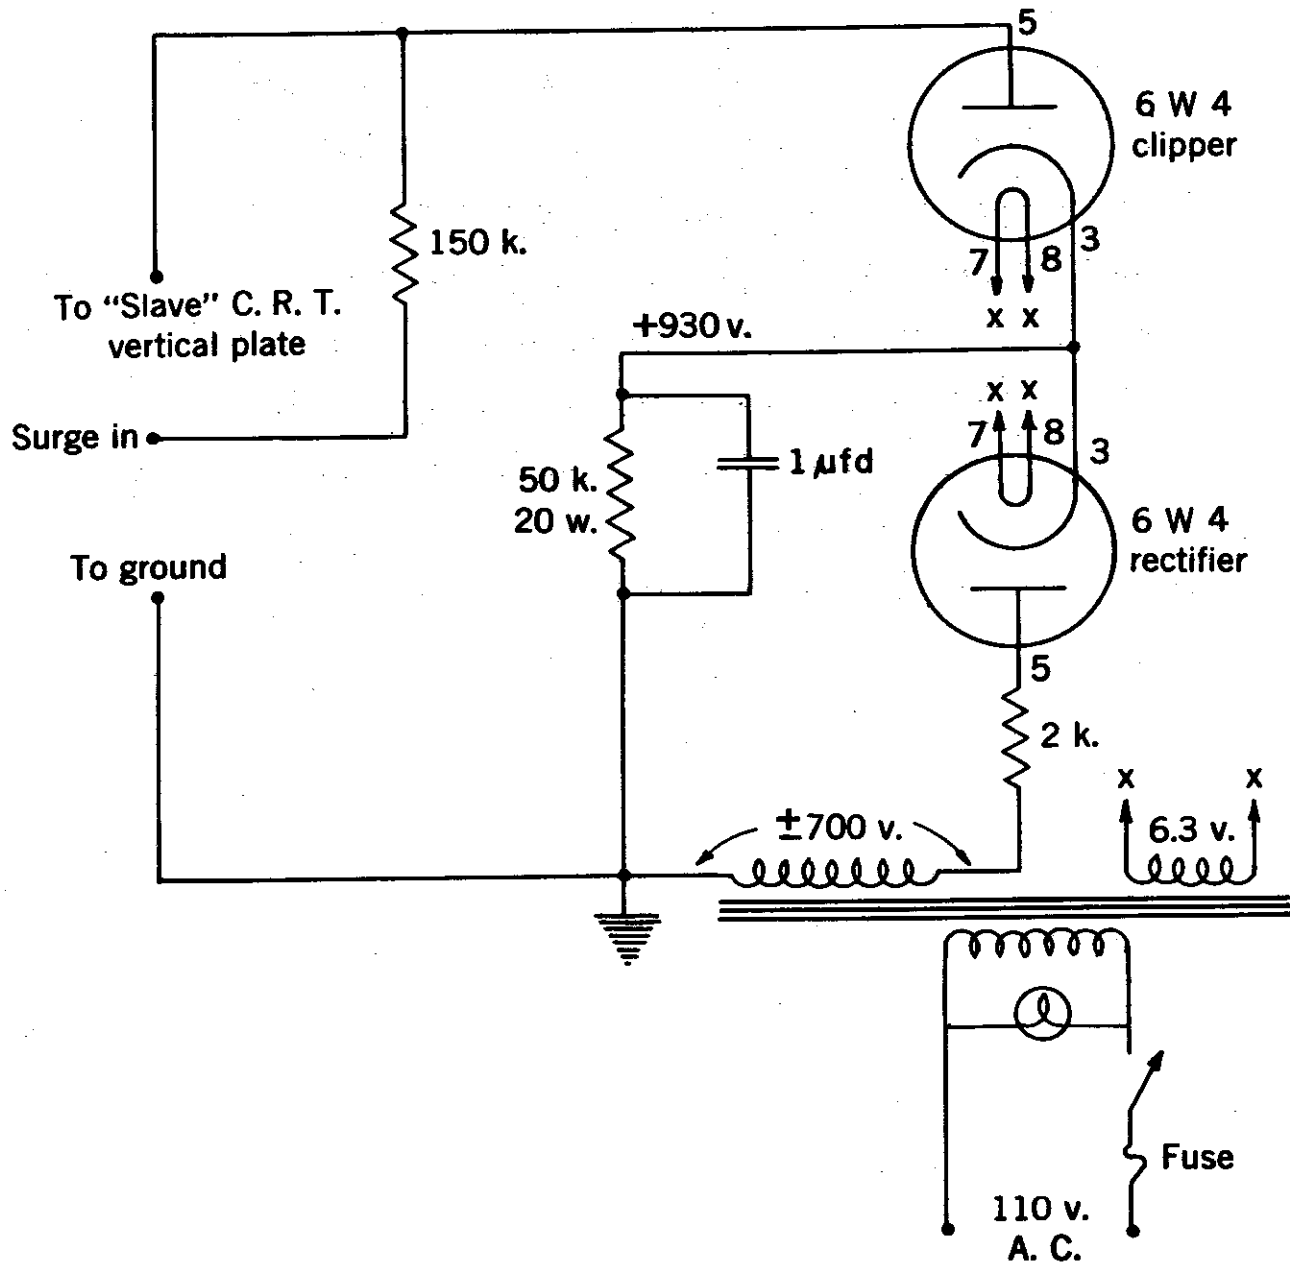 5
6 W 4
clipper
150 k.
3
7
8
x x
To “Slave” C. R. T.
vertical plate
+930 v.
x x
Surge in
7
8
3
1 µfd
50 k.
20 w.
6 W 4
rectifier
To ground
5
2 k.
x
x
±700 v.
6.3 v.
Fuse
110 v.
A. C.